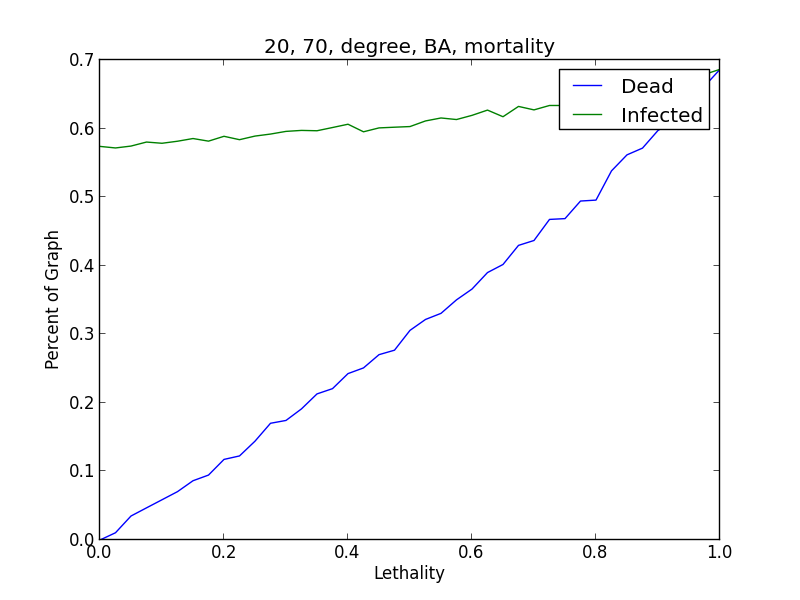 20, 70, degree, BA, mortality
0.7
0.6
0.5
0.4
0.3
0.2
0.1
0.0
Percent of Graph
Dead
Infected
0.0 0.2 0.4 0.6 0.8 1.0
Lethality